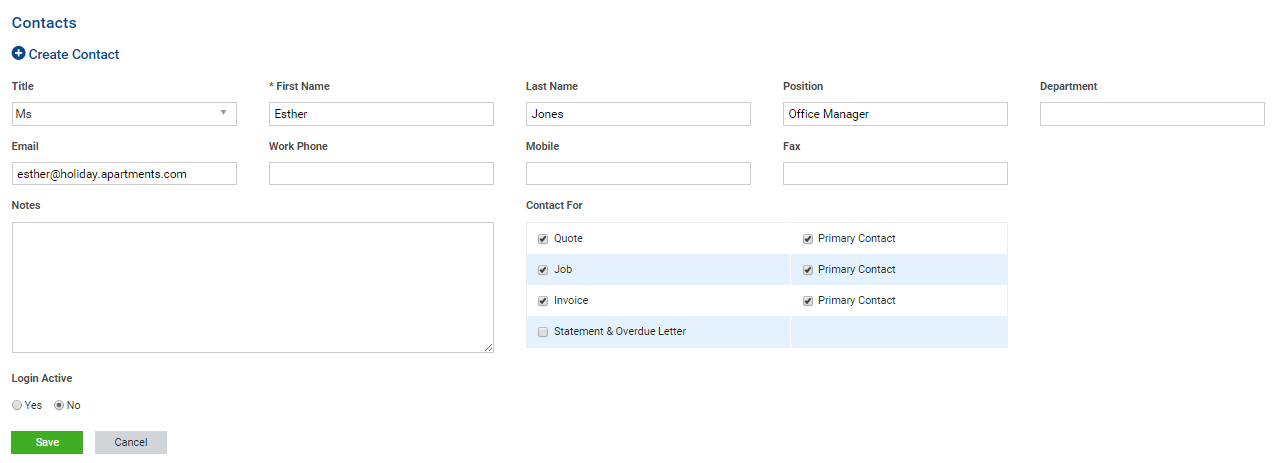 Contacts
Create Contact
Title * First Name Last Name Position Department
Ms Esther Jones Office Manager
Email Work Phone Mobile Fax
esther@holiday.apartments.com
Notes Contact For
Quote Primary Contact
Job Primary Contact
Invoice Primary Contact
Statement & Overdue Letter
Login Active
Yes No
Save Cancel